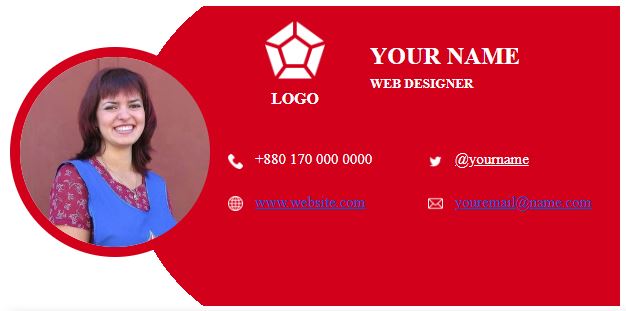 LOGO
YOUR NAME
WEB DESIGNER
+880 170 000 0000
@yourname
www.website.com
youremail@name.com